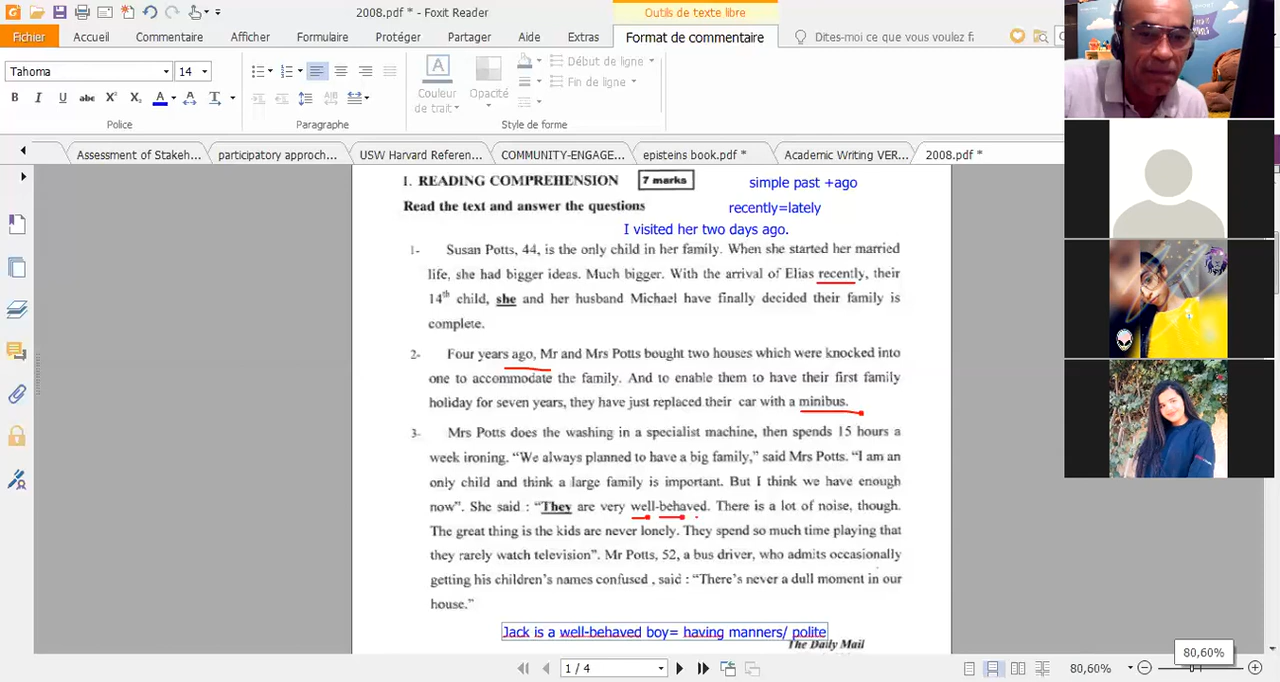 2008.pdf * - Foxit Reader
Outils de texte libre
Fichier
Accueil
Commentaire
Afficher
Formulaire
Protéger
Partager
Aide
Extras
Format de commentaire
Dites-moi ce que vous voulez f
Tahoma
14
B I U abc X² X₂ A
Police
Paragraphe
Couleur
de trait
Opacité
Début de ligne
Fin de ligne
Style de forme
Assessment of Stakeh...
participatory approch...
USW Harvard Referen...
COMMUNITY-ENGAGE...
episteins book.pdf *
Academic Writing VER...
2008.pdf *
I. READING COMPREHENSION 7 marks
simple past +ago
Read the text and answer the questions
recently=lately
I visited her two days ago.
1- Susan Potts, 44, is the only child in her family. When she started her married
life, she had bigger ideas. Much bigger. With the arrival of Elias recently, their
14th child, she and her husband Michael have finally decided their family is
complete.
2- Four years ago, Mr and Mrs Potts bought two houses which were knocked into
one to accommodate the family. And to enable them to have their first family
holiday for seven years, they have just replaced their car with a minibus.
3- Mrs Potts does the washing in a specialist machine, then spends 15 hours a
week ironing. “We always planned to have a big family,” said Mrs Potts. “I am an
only child and think a large family is important. But I think we have enough
now”. She said : “They are very well-behaved. There is a lot of noise, though.
The great thing is the kids are never lonely. They spend so much time playing that
they rarely watch television”. Mr Potts, 52, a bus driver, who admits occasionally
getting his children’s names confused , said : “There’s never a dull moment in our
house.”
Jack is a well-behaved boy= having manners/ polite
The Daily Mail
80,60%
1 / 4
80,60%